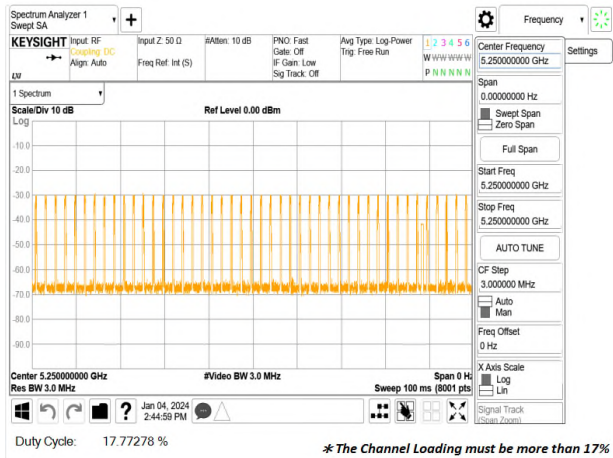 Spectrum Analyzer 1
Swept SA
Frequency
KEYSIGHT Input: RF Input Z: 50 Ω #Atten: 10 dB PNO: Fast Avg Type: Log-Power 1 2 3 4 5 6
Coupling: DC Gate: Off Trig: Free Run
Align: Auto Freq Ref: Int (S) IF Gain: Low W W W W W W
Sig Track: Off P N N N N N
LXI
Center Frequency
5.250000000 GHz
Settings
Span
0.00000000 Hz
Swept Span
Zero Span
Full Span
Start Freq
5.250000000 GHz
Stop Freq
5.250000000 GHz
AUTO TUNE
CF Step
3.000000 MHz
Auto
Man
Freq Offset
0 Hz
X Axis Scale
Log
Lin
Signal Track
(Span Zoom)
1 Spectrum
Scale/Div 10 dB Ref Level 0.00 dBm
Log
-10.0
-20.0
-30.0
-40.0
-50.0
-60.0
-70.0
-80.0
-90.0
Center 5.250000000 GHz #Video BW 3.0 MHz Span 0 Hz
Res BW 3.0 MHz Sweep 100 ms (8001 pts)
Jan 04, 2024
2:44:59 PM
Duty Cycle: 17.77278 %
* The Channel Loading must be more than 17%